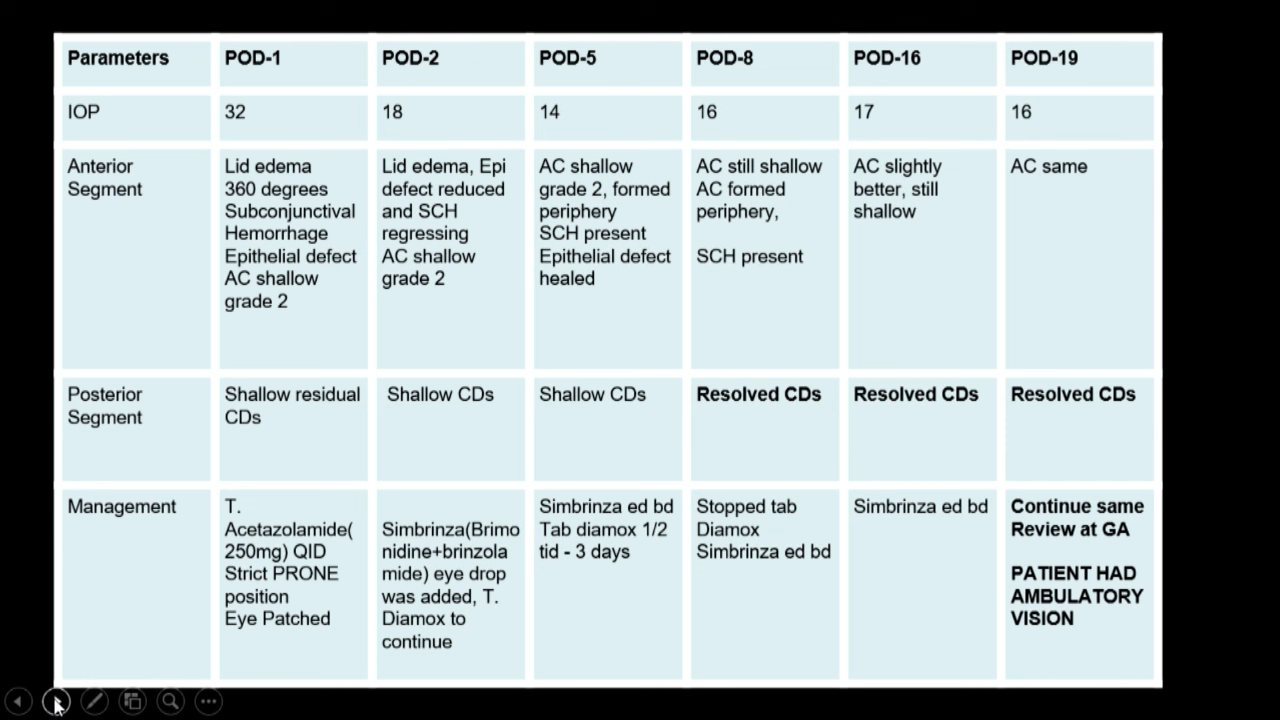 Parameters
POD-1
POD-2
POD-5
POD-8
POD-16
POD-19
IOP
32
18
14
16
17
16
Anterior
Segment
Lid edema
360 degrees
Subconjunctival
Hemorrhage
Epithelial defect
AC shallow
grade 2
Lid edema, Epi
defect reduced
and SCH
regressing
AC shallow
grade 2
AC shallow
grade 2, formed
periphery
SCH present
Epithelial defect
healed
AC still shallow
AC formed
periphery,
SCH present
AC slightly
better, still
shallow
AC same
Posterior
Segment
Shallow residual
CDs
Shallow CDs
Shallow CDs
Resolved CDs
Resolved CDs
Resolved CDs
Management
T.
Acetazolamide(
250mg) QID
Strict PRONE
position
Eye Patched
Simbrinza(Brimo
nidine+brinzola
mide) eye drop
was added, T.
Diamox to
continue
Simbrinza ed bd
Tab diamox 1/2
tid - 3 days
Stopped tab
Diamox
Simbrinza ed bd
Simbrinza ed bd
Continue same
Review at GA
PATIENT HAD
AMBULATORY
VISION